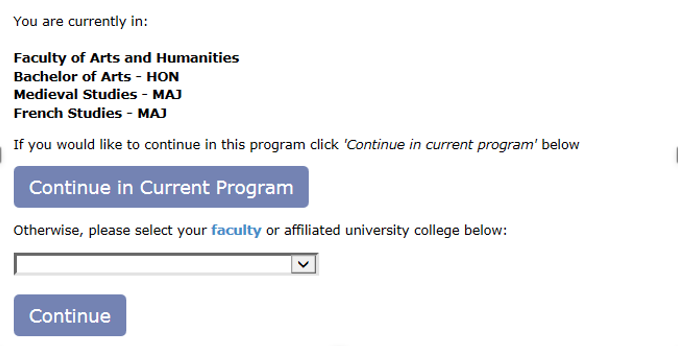 You are currently in:
Faculty of Arts and Humanities
Bachelor of Arts - HON
Medieval Studies - MAJ
French Studies - MAJ
If you would like to continue in this program click 'Continue in current program' below
Continue in Current Program
Otherwise, please select your faculty or affiliated university college below:
Continue